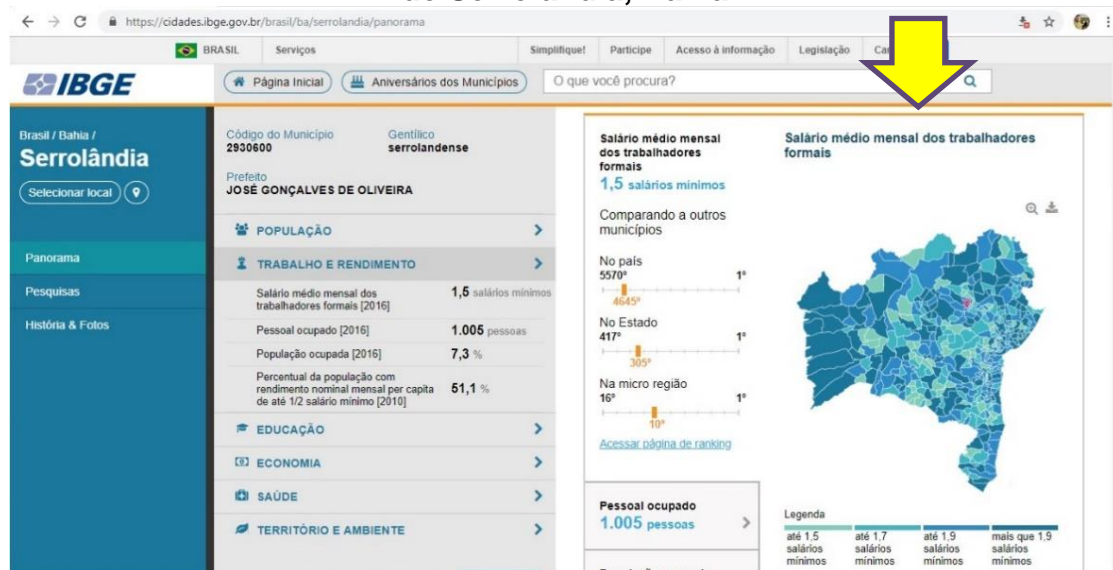 https://cidades.ibge.gov.br/brasil/ba/serrolandia/panorama
BRASIL Serviços Simplifique! Participe Acesso à informação Legislação
IBGE
Página Inicial
Aniversários dos Municípios
O que você procura?
Brasil / Bahia /
Serrolândia
Selecionar local
Panorama
Pesquisas
História & Fotos
Código do Município
2930600
Gentílico
serrolandense
Prefeito
JOSÉ GONÇALVES DE OLIVEIRA
POPULAÇÃO
TRABALHO E RENDIMENTO
Salário médio mensal dos
trabalhadores formais [2016]
1,5 salários mínimos
Pessoal ocupado [2016] 1.005 pessoas
População ocupada [2016] 7,3 %
Percentual da população com
rendimento nominal mensal per capita
de até 1/2 salário mínimo [2010]
51,1 %
EDUCAÇÃO
ECONOMIA
SAÚDE
TERRITÓRIO E AMBIENTE
Salário médio mensal
dos trabalhadores
formais
1,5 salários mínimos
Comparando a outros
municípios
No país
5570º 1º
4645º
No Estado
417º 1º
305º
Na micro região
16º 1º
10º
Acessar página de ranking
Pessoal ocupado
1.005 pessoas
Salário médio mensal dos trabalhadores
formais
Legenda
até 1,5
salários
mínimos
até 1,7
salários
mínimos
até 1,9
salários
mínimos
mais que 1,9
salários
mínimos